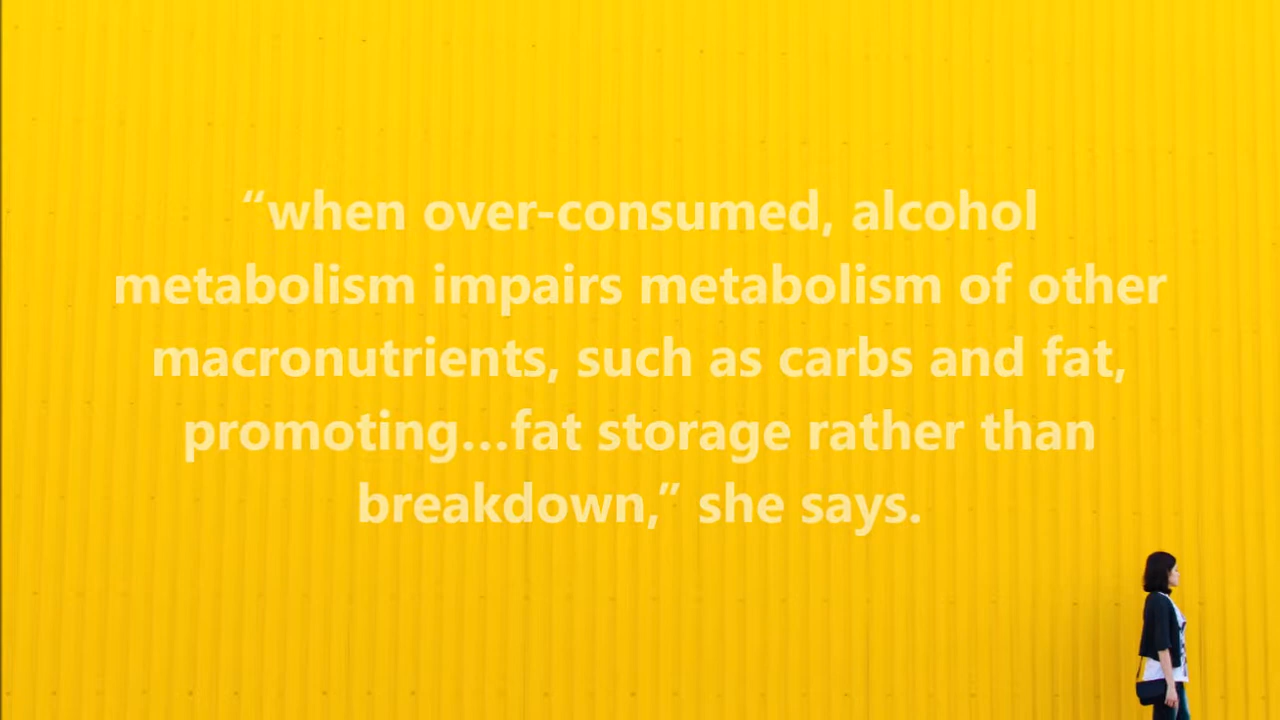 “when over-consumed, alcohol
metabolism impairs metabolism of other
macronutrients, such as carbs and fat,
promoting…fat storage rather than
breakdown,” she says.